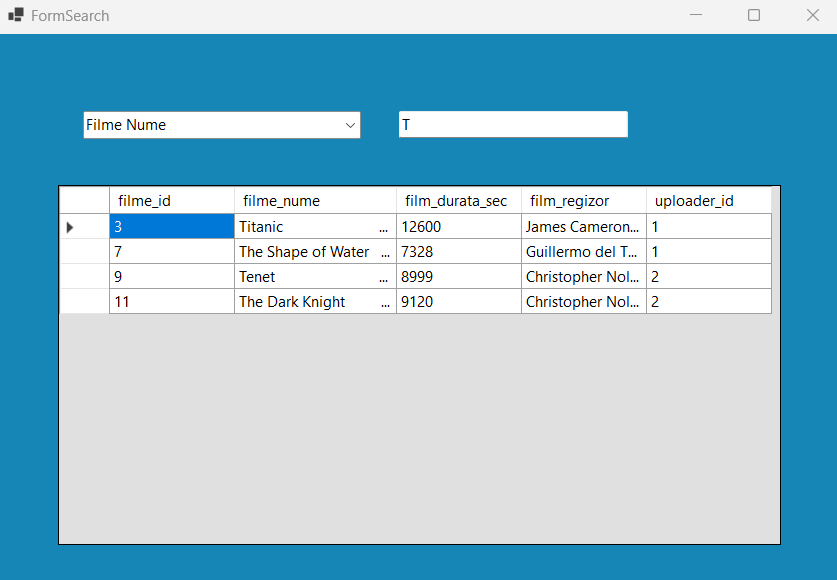 FormSearch
Filme Nume T
filme_id filme_nume film_durata_sec film_regizor uploader_id
3 Titanic ... 12600 James Cameron... 1
7 The Shape of Water ... 7328 Guillermo del T... 1
9 Tenet ... 8999 Christopher Nol... 2
11 The Dark Knight ... 9120 Christopher Nol... 2